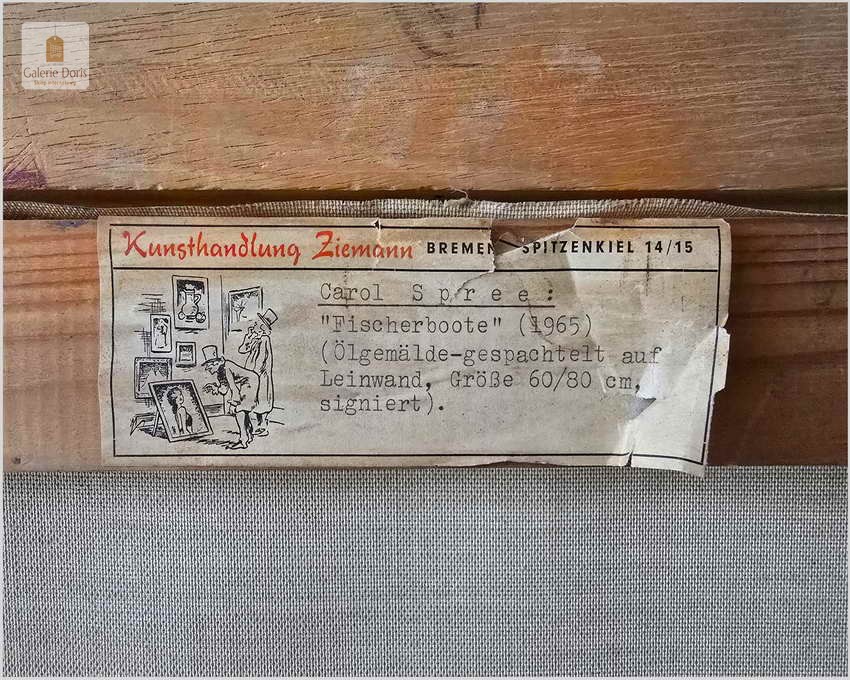 Galerie Doris
Kunsthandlung Ziemann BREMEN SPITZENKIEL 14/15
Carol Spree:
"Fischerboote" (1965)
(Ölgemälde-gespachtelt auf
Leinwand, Größe 60/80 cm,
signiert).